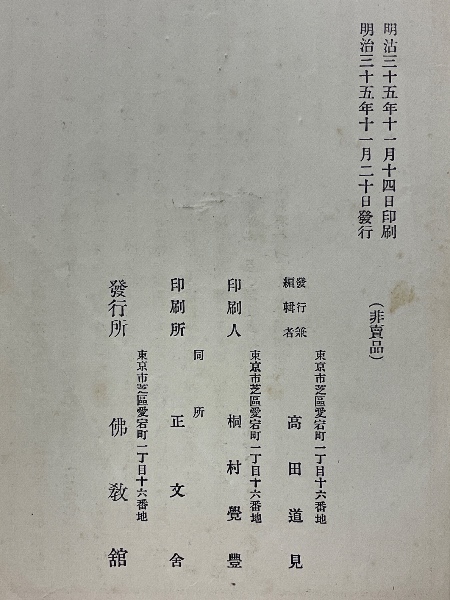 明治三十五年十一月十四日印刷
明治三十五年十一月二十日發行
(非賣品)
東京市芝區愛宕町一丁目十六番地
發行兼
編輯者
高田道見
東京市芝區愛宕町一丁目十六番地
印刷人
桐村覺豐
同所
印刷所
正文舍
東京市芝區愛宕町一丁目十六番地
發行所
佛敎館